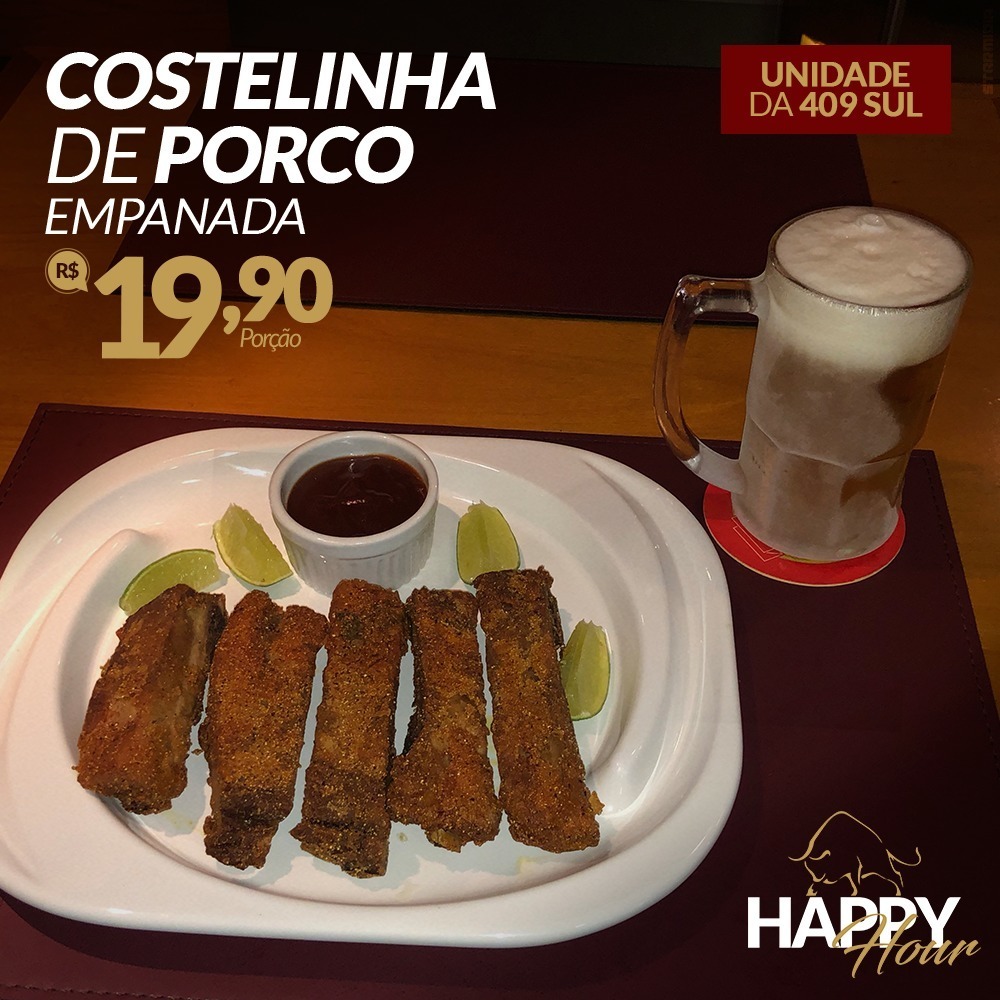 COSTELINHA
DE PORCO
EMPANADA
R$ 19,90
Porção
UNIDADE
DA 409 SUL
HAPPY
Hour